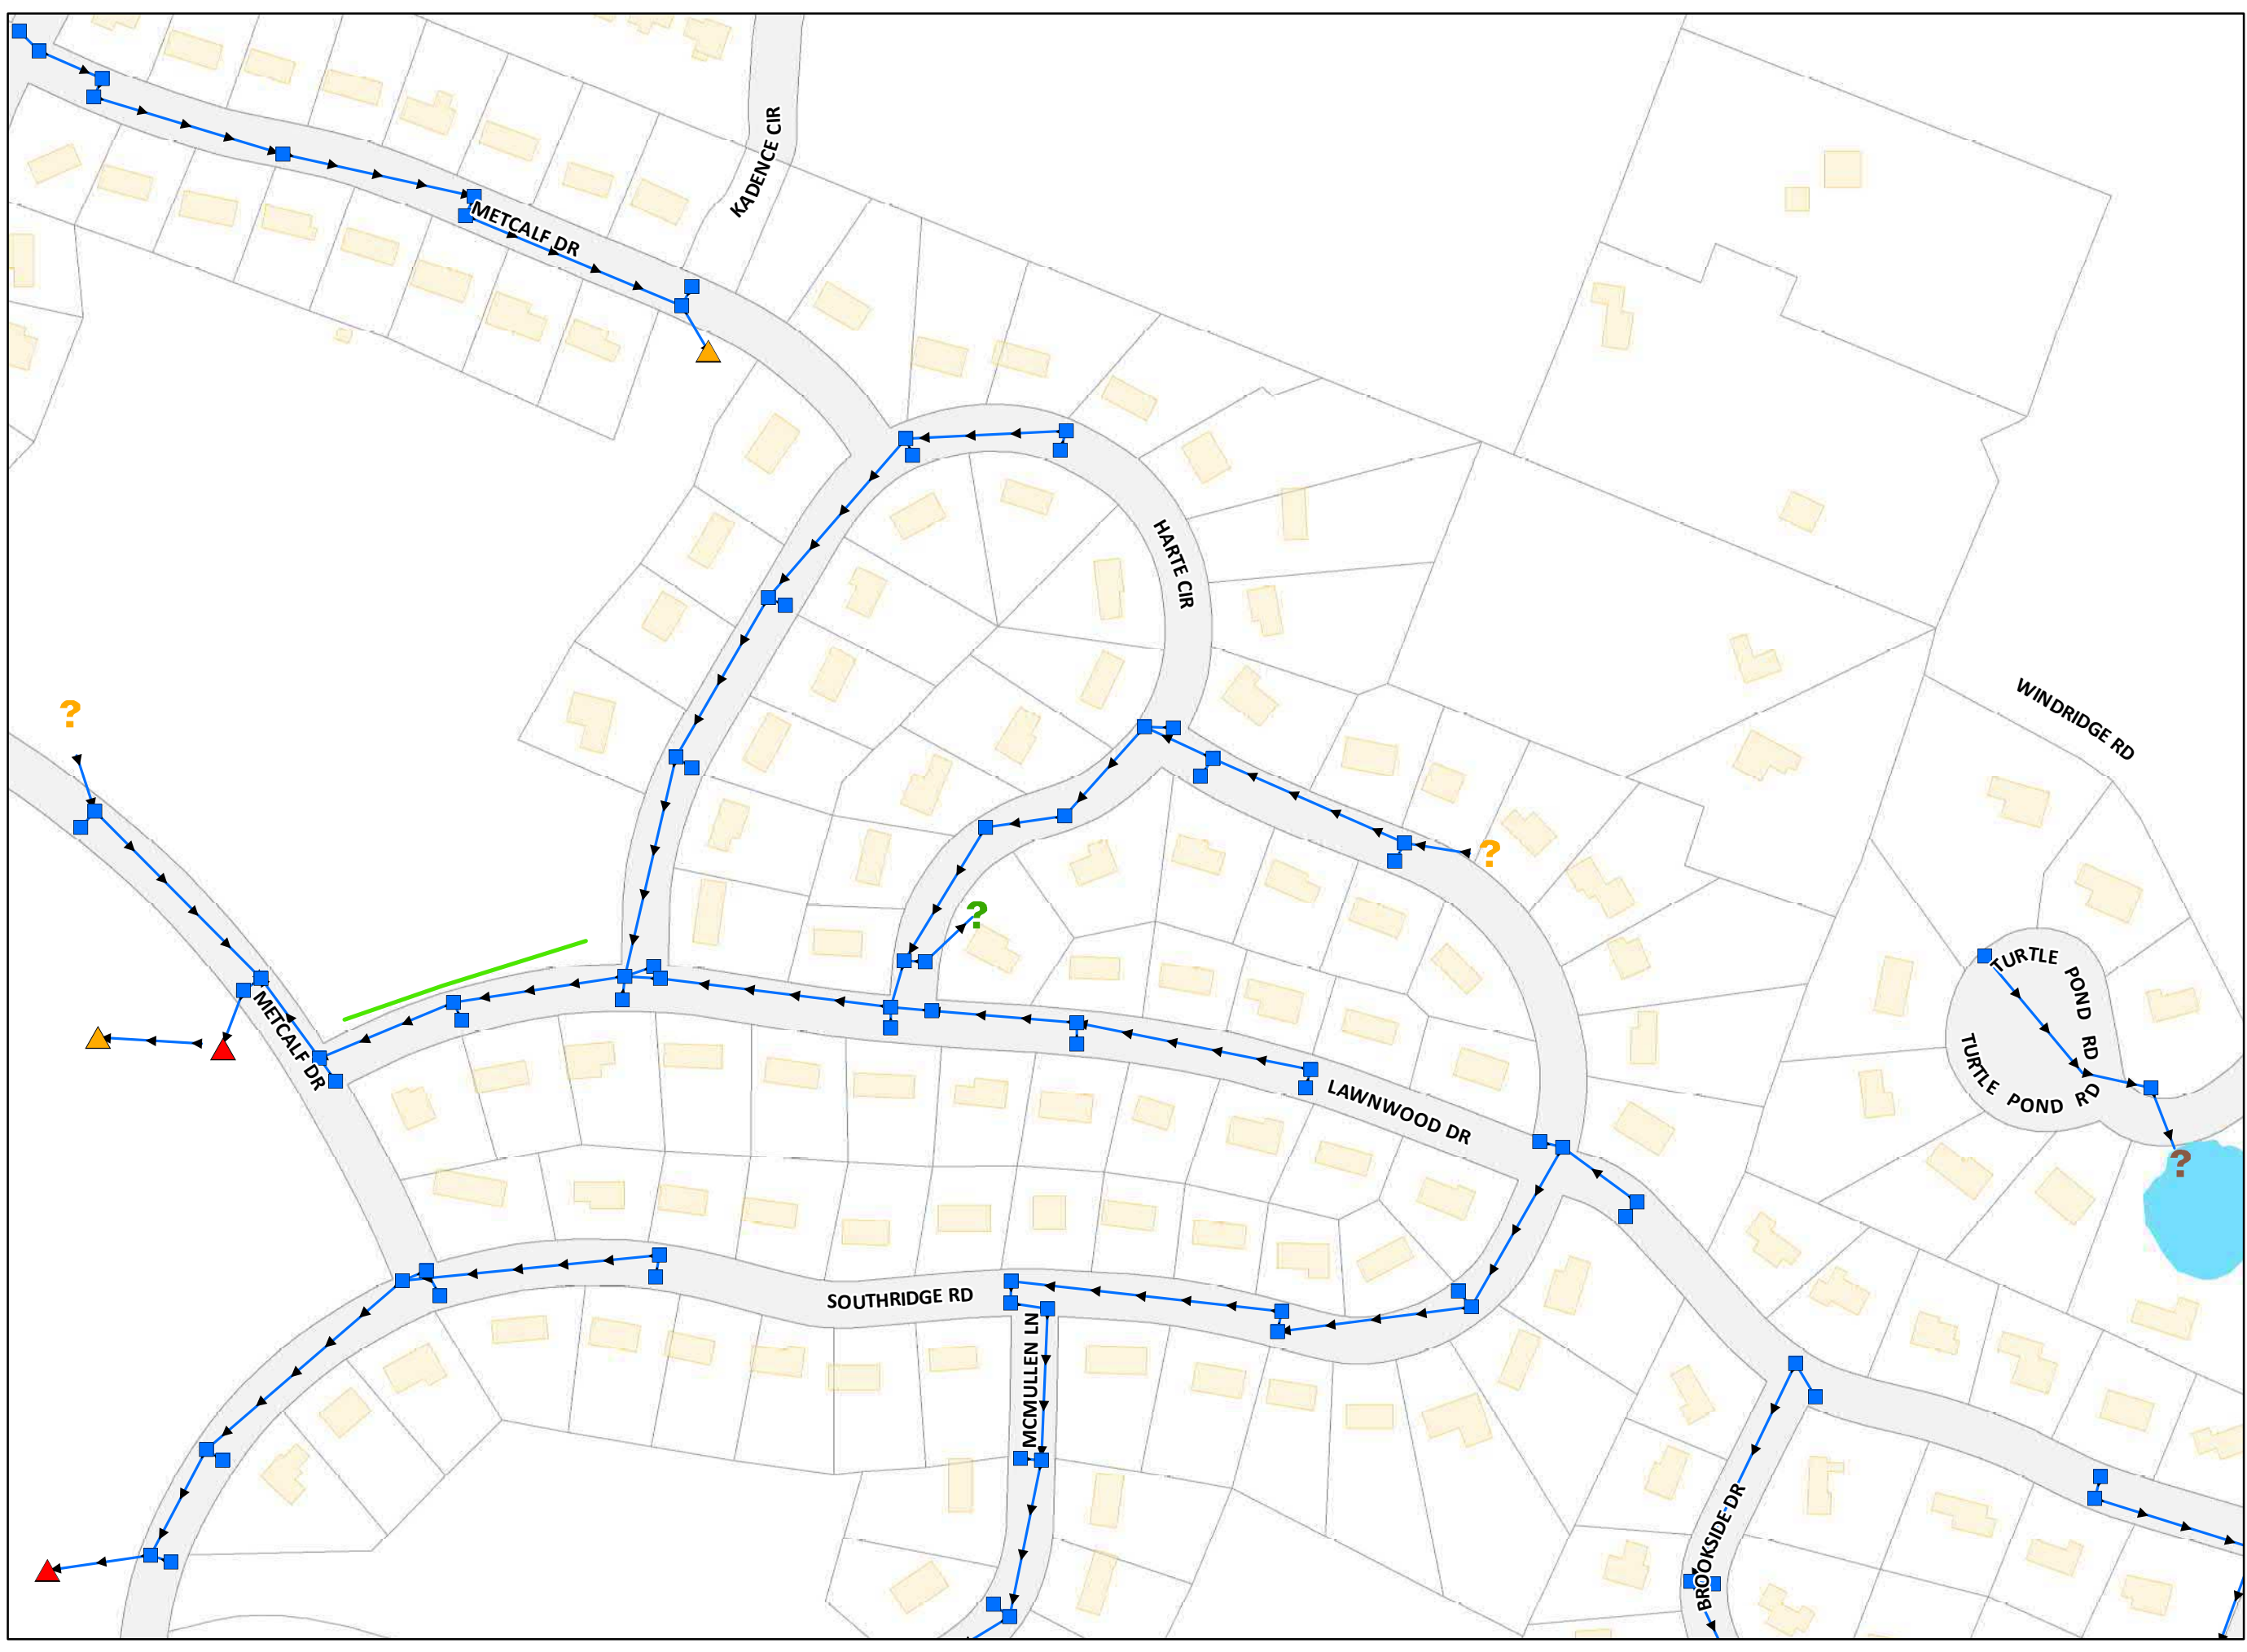 KADENCE CIR
METCALF DR
HARTE CIR
WINDRIDGE RD
?
?
?
TURTLE POND RD
METCALF DR
TURTLE POND RD
LAWNWOOD DR
?
SOUTHRIDGE RD
MCMULLEN LN
BROOKSIDE DR